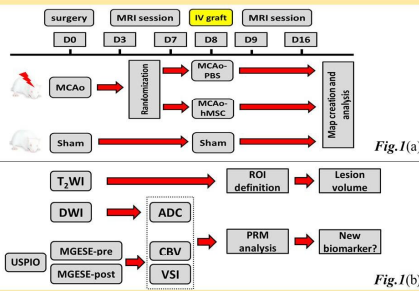 surgery MRI session IV graft MRI session
D0 D3 D7 D8 D9 D16
MCAo
Randomization
MCAo-
PBS
MCAo-
hMSC
Map creation and
analysis
Sham Sham
Fig.1(a)
T2WI ROI
definition Lesion
volume
DWI ADC
USPIO
MGESE-pre
MGESE-post
CBV
VSI
PRM
analysis
New
biomarker?
Fig.1(b)